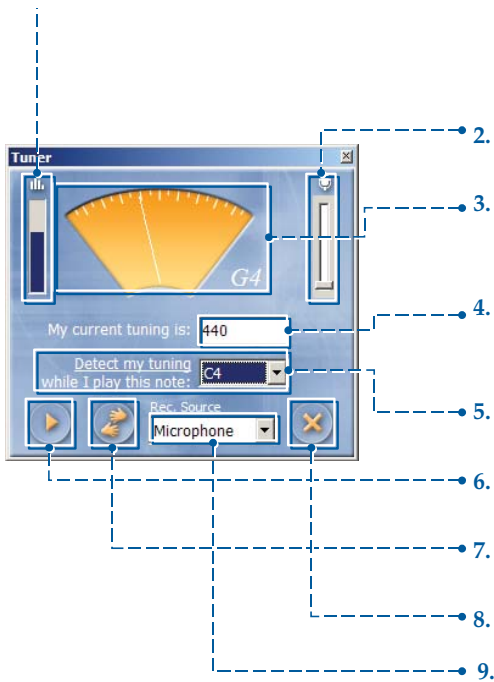 2.
Tuner
3.
G4
4.
My current tuning is: 440
Detect my tuning
while I play this note: C4
5.
Rec. Source
Microphone
6.
7.
8.
9.